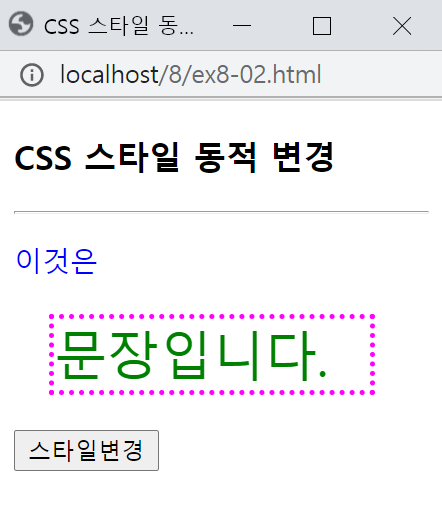 CSS 스타일 동...
localhost/8/ex8-02.html
CSS 스타일 동적 변경
이것은
문장입니다.
스타일변경